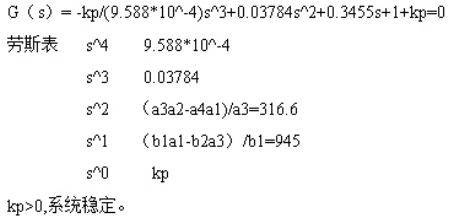 G（s）= -kp/(9.588*10^-4)s^3+0.03784s^2+0.3455s+1+kp=0
劳斯表 s^4 9.588*10^-4
s^3 0.03784
s^2 （a3a2-a4a1)/a3=316.6
s^1 （b1a1-b2a3）/b1=945
s^0 kp
kp>0,系统稳定。